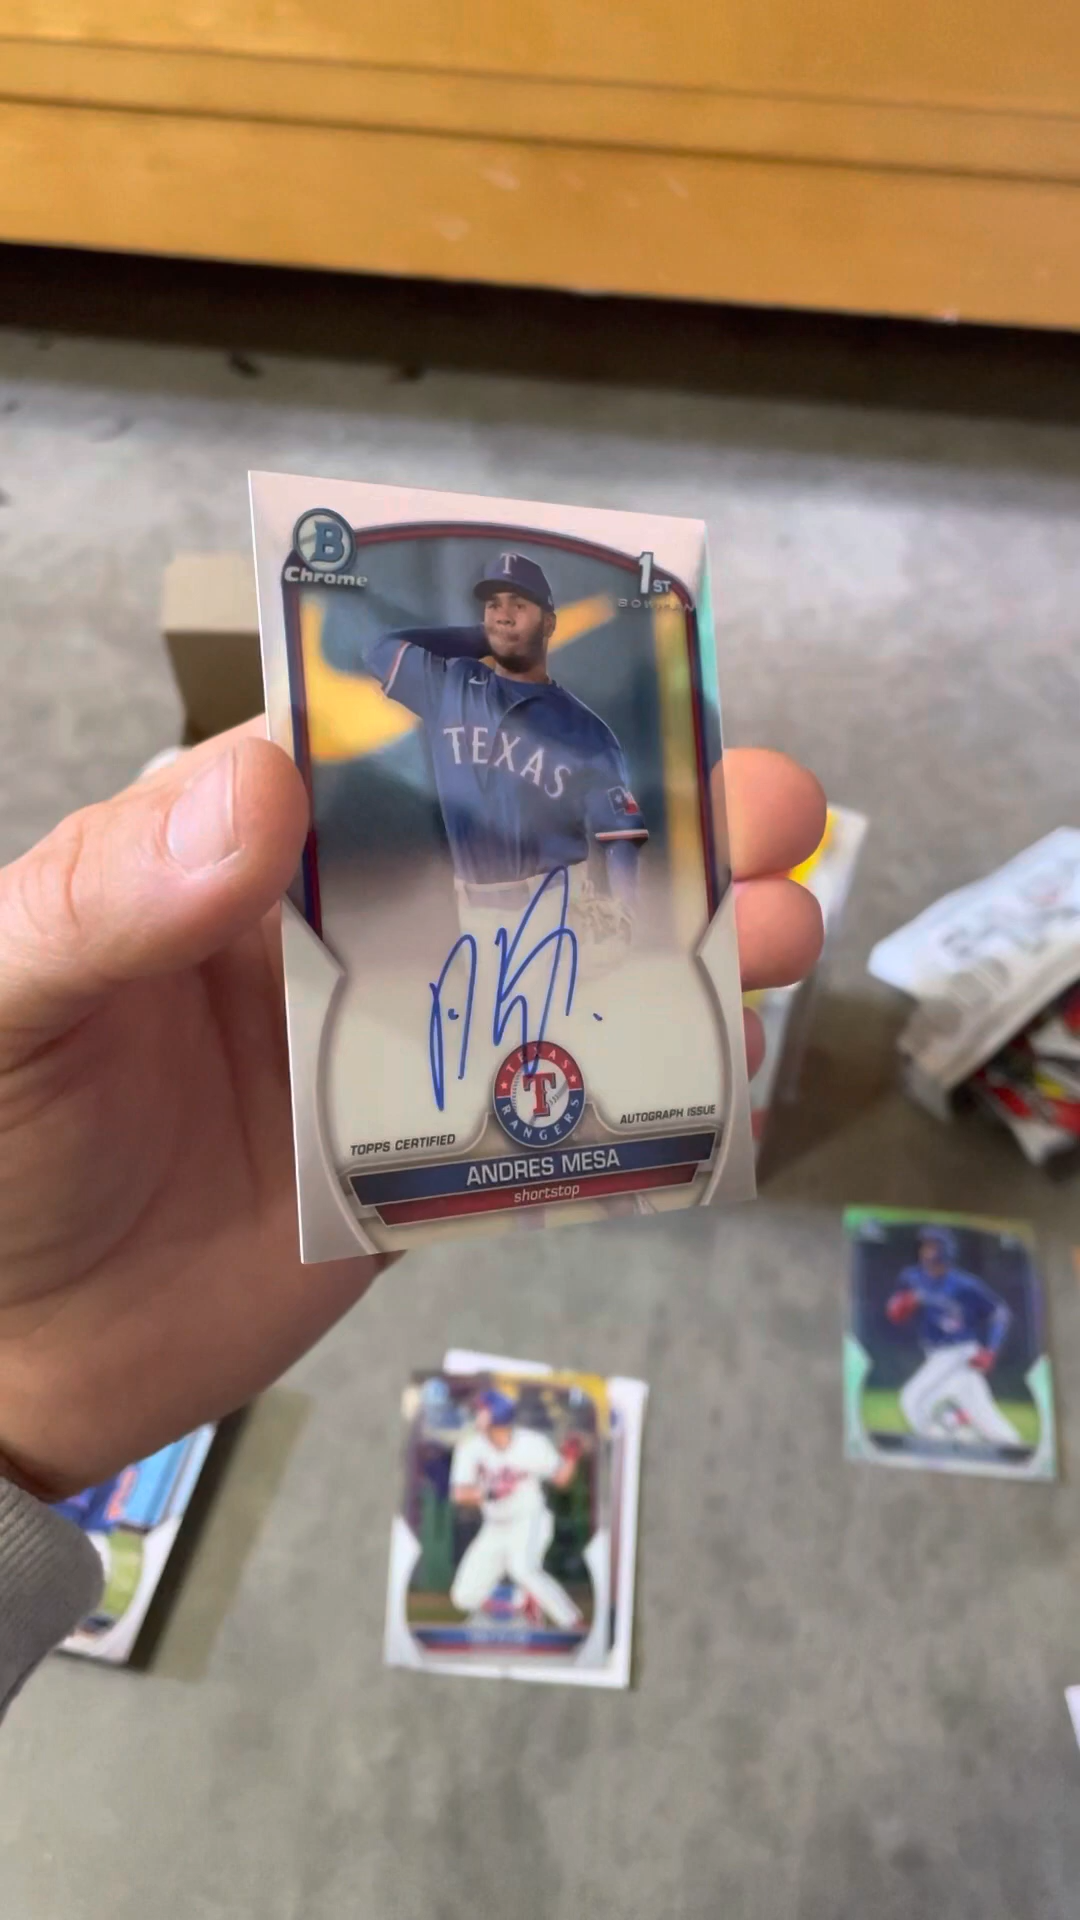 B
Chrome
1ST
BOWMAN
T
TEXAS
TEXAS
T
RANGERS
TOPPS CERTIFIED
AUTOGRAPH ISSUE
ANDRES MESA
shortstop